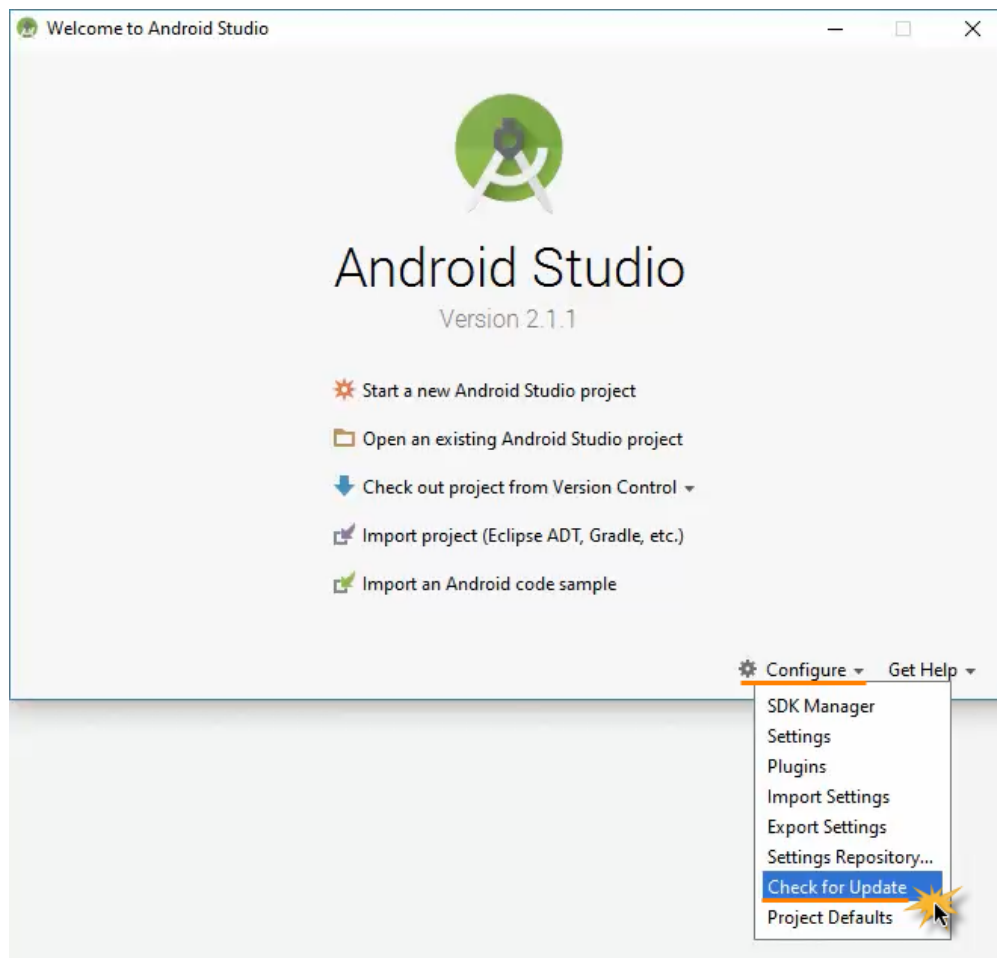 Welcome to Android Studio
Android Studio
Version 2.1.1
Start a new Android Studio project
Open an existing Android Studio project
Check out project from Version Control
Import project (Eclipse ADT, Gradle, etc.)
Import an Android code sample
Configure
Get Help
SDK Manager
Settings
Plugins
Import Settings
Export Settings
Settings Repository...
Check for Update
Project Defaults